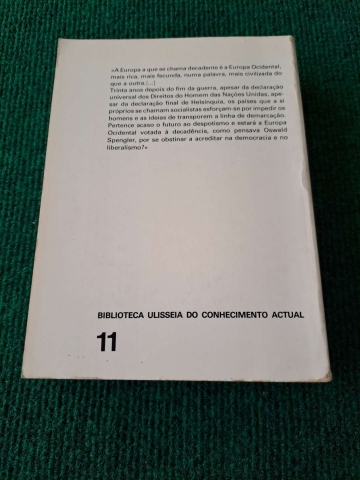 «A Europa a que se chama decadente é a Europa Ocidental,
mais rica, mais fecunda, numa palavra, mais civilizada do
que a outra.[...]
Trinta anos depois do fim da guerra, apesar da declaração
universal dos Direitos do Homem das Nações Unidas, ape-
sar da declaração final de Helsínquia, os países que a si
próprios se chamam socialistas esforçam-se por impedir os
homens e as ideias de transporem a linha de demarcação.
Pertence acaso o futuro ao despotismo e estará a Europa
Ocidental votada à decadência, como pensava Oswald
Spengler, por se obstinar a acreditar na democracia e no
liberalismo?»
BIBLIOTECA ULISSEIA DO CONHECIMENTO ACTUAL
11